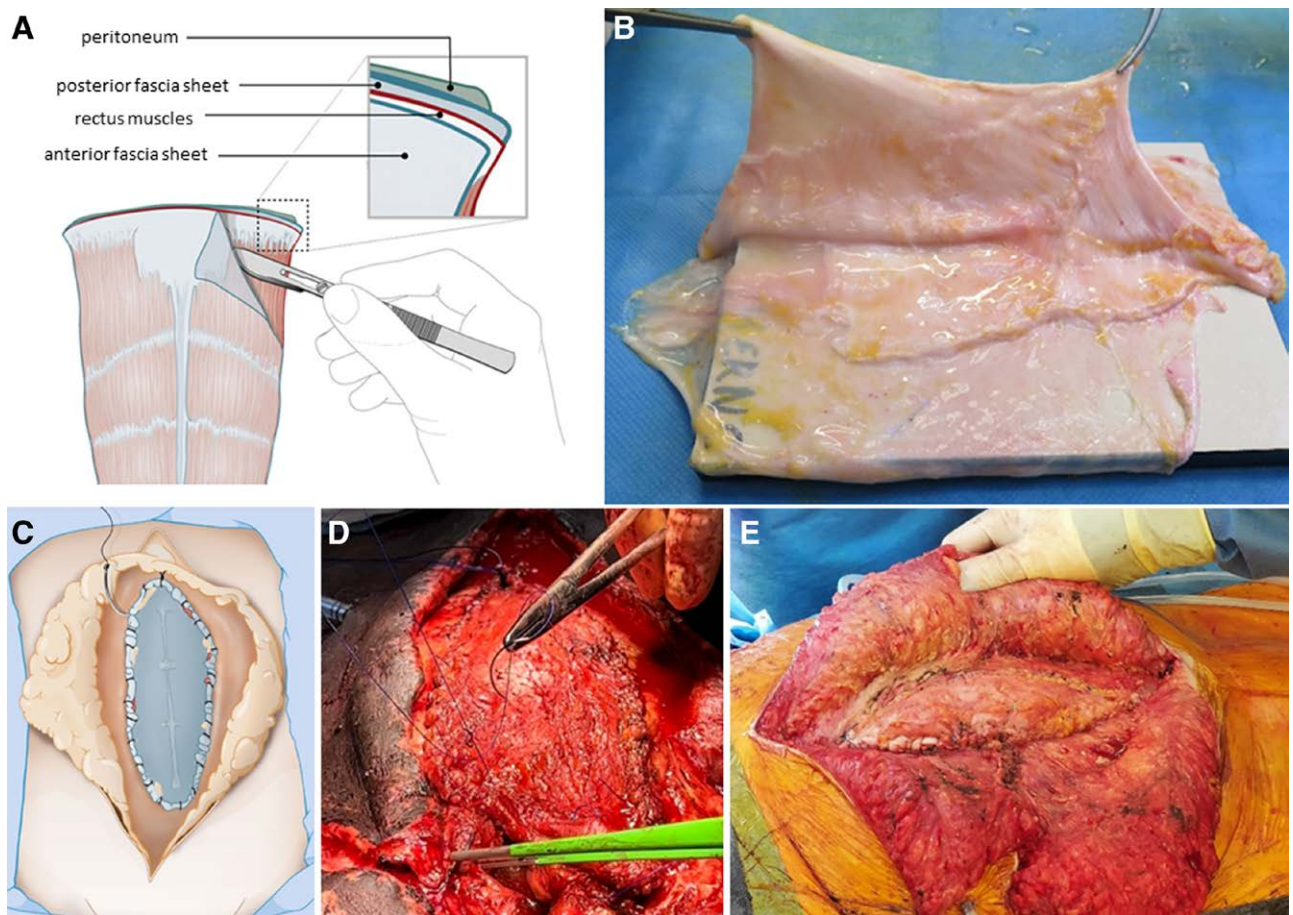 A
peritoneum
posterior fascia sheet
rectus muscles
anterior fascia sheet
B
C
D
E